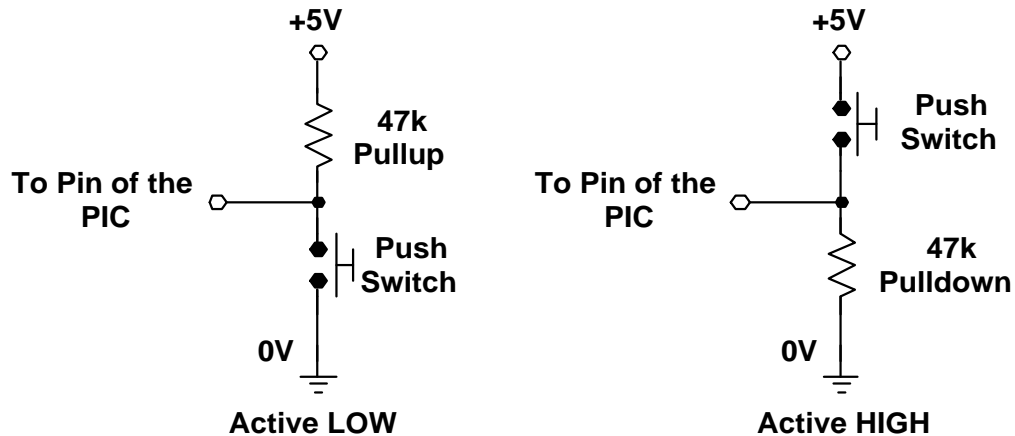 +5V
47k
Pullup
To Pin of the
PIC
Push
Switch
0V
Active LOW
+5V
Push
Switch
To Pin of the
PIC
47k
Pulldown
0V
Active HIGH